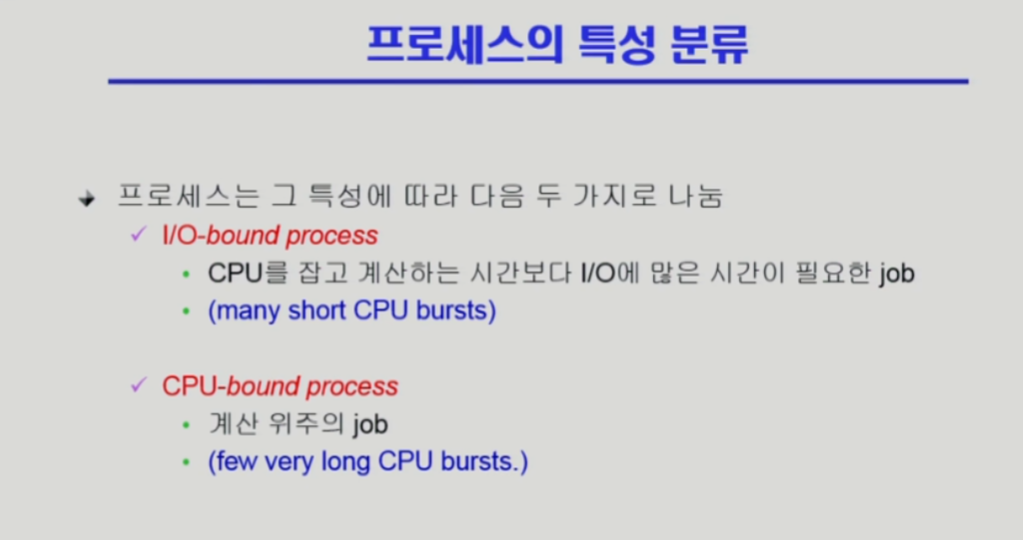 프로세스의 특성 분류
프로세스는 그 특성에 따라 다음 두 가지로 나눔
✓ I/O-bound process
• CPU를 잡고 계산하는 시간보다 I/O에 많은 시간이 필요한 job
• (many short CPU bursts)
✓ CPU-bound process
• 계산 위주의 job
• (few very long CPU bursts.)